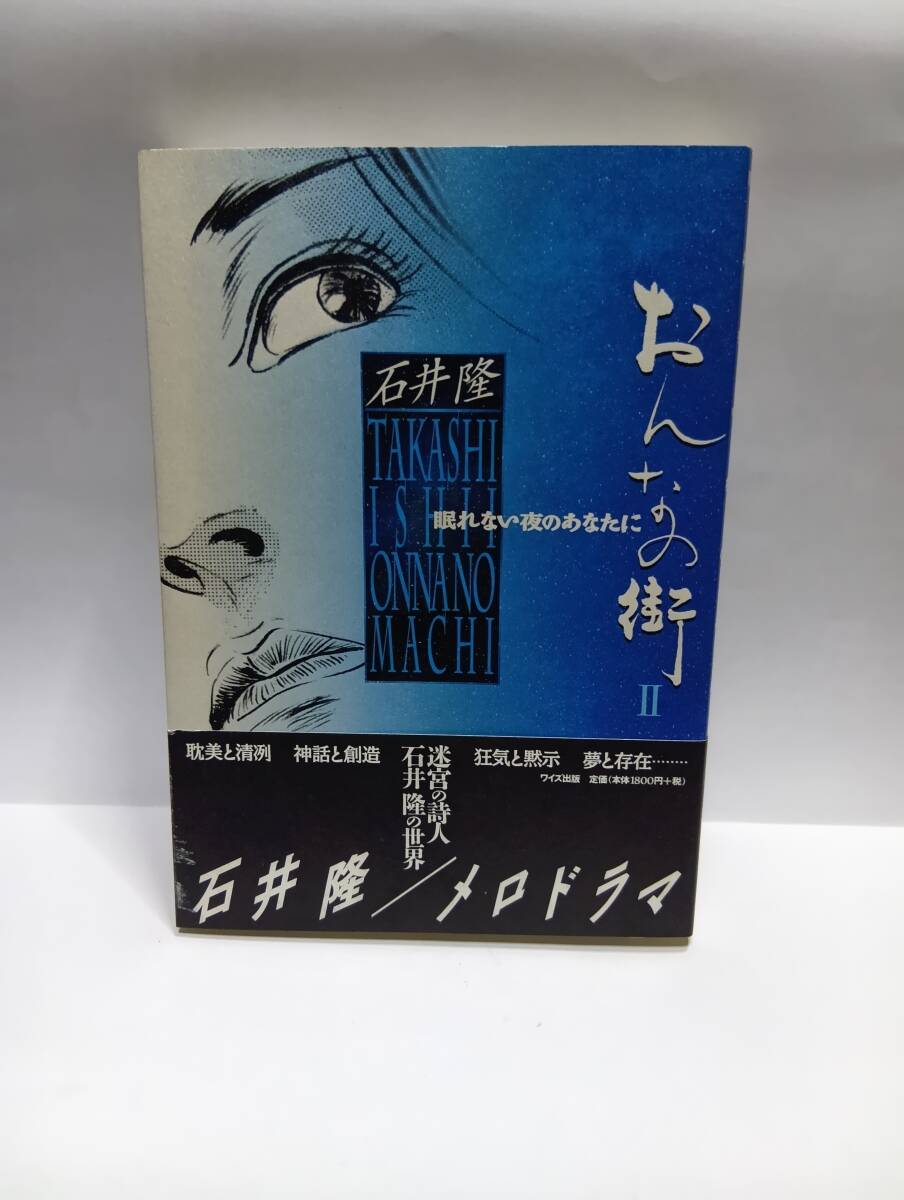 おんなの街
II
眠れない夜のあなたに
石井隆
TAKASHI
ISHII
ONNANO
MACHI
耽美と清冽 神話と創造
迷宮の詩人
石井隆の世界
狂気と黙示 夢と存在………
ワイズ出版 定価(本体1800円+税)
石井隆/メロドラマ